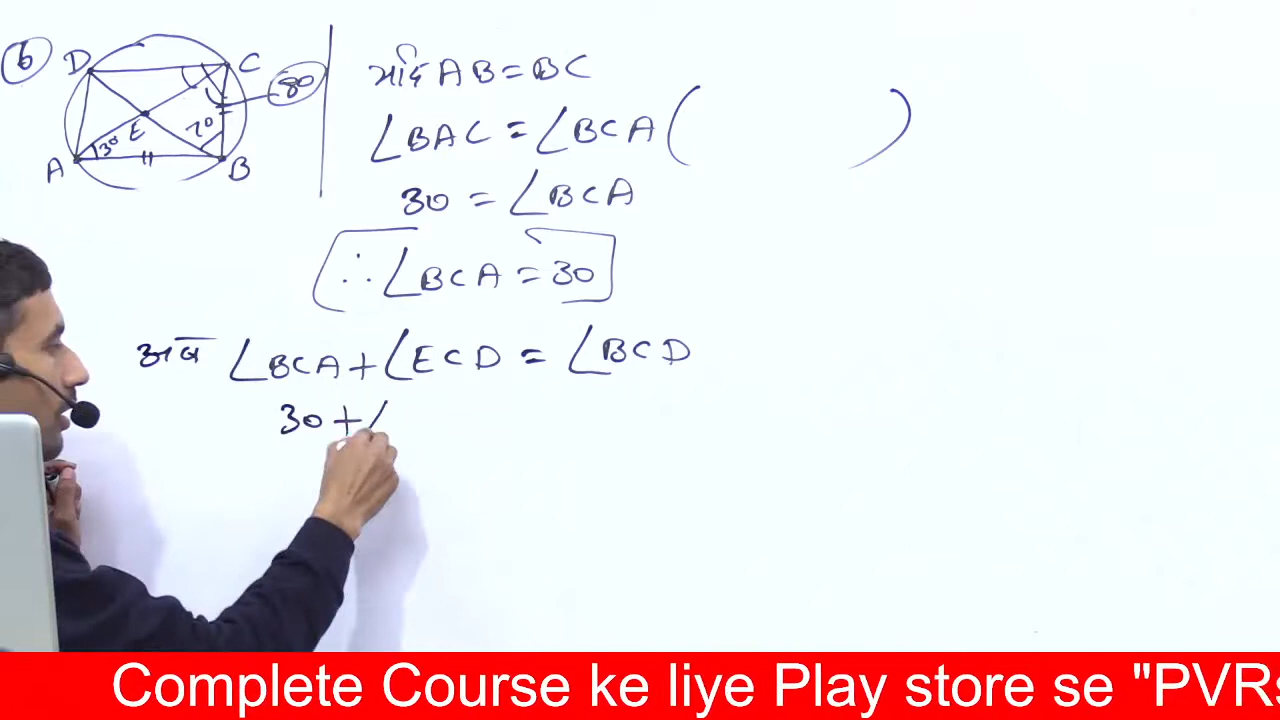 6
D C
80
E 70
30
A B
यदि AB = BC
∠BAC = ∠BCA ( )
30 = ∠BCA
∴ ∠BCA = 30
अब ∠BCA + ∠ECD = ∠BCD
30 + ∠
Complete Course ke liye Play store se "PVRs